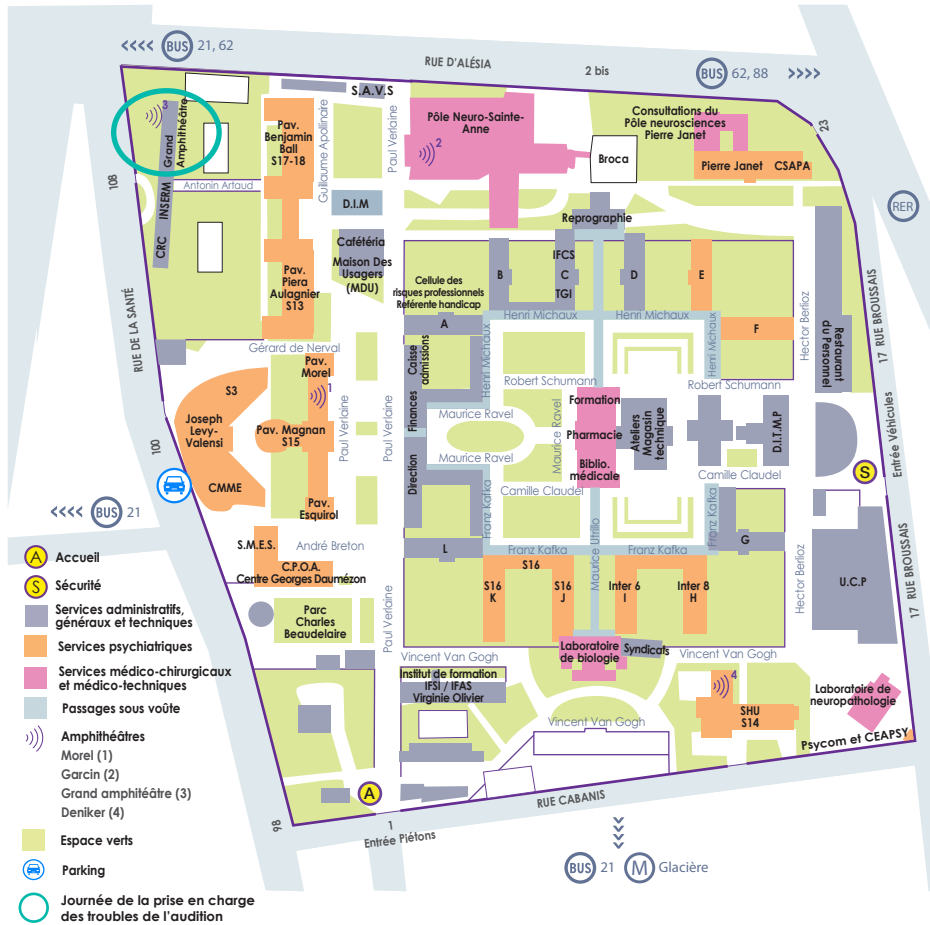 BUS 21, 62
RUE D'ALÉSIA
2 bis
BUS 62, 88
23
S.A.V.S
3
Grand
Amphithéâtre
INSERM
CRC
108
Antonin Artaud
Pav.
Benjamin
Ball
S17-18
Guillaume Apollinaire
Paul Verlaine
Pôle Neuro-Sainte-
Anne
2
Broca
Consultations du
Pôle neurosciences
Pierre Janet
Pierre Janet
CSAPA
RER
D.I.M
Reprographie
Cafétéria
Maison Des
Usagers
(MDU)
Pav.
Piera
Aulagnier
S13
Cellule des
risques professionnels
Reférente handicap
A
B
IFCS
C
TGI
D
E
F
Henri Michaux
Henri Michaux
Henri Michaux
Henri Michaux
Hector Berlioz
Restaurant
du Personnel
17 RUE BROUSSAIS
RUE DE LA SANTÉ
Gérard de Nerval
Pav.
Morel
1
Caisse
admissions
Finances
Robert Schumann
Robert Schumann
S3
Joseph
Levy-
Valensi
Pav. Magnan
S15
Paul Verlaine
Paul Verlaine
Maurice Ravel
Maurice Ravel
Maurice Ravel
Formation
Pharmacie
Biblio.
médicale
Ateliers
Magasin
technique
D.I.T.M.P
Entrée Véhicules
S
100
CMME
Direction
Camille Claudel
Camille Claudel
BUS 21
Pav.
Esquirol
Franz Kafka
Franz Kafka
S.M.E.S.
André Breton
L
Franz Kafka
Franz Kafka
Maurice Utrillo
G
C.P.O.A.
Centre Georges Daumézon
S16
S16
K
S16
J
Inter 6
I
Inter 8
H
Hector Berlioz
U.C.P
17 RUE BROUSSAIS
Parc
Charles
Beaudelaire
Paul Verlaine
Vincent Van Gogh
Laboratoire
de biologie
Syndicats
Vincent Van Gogh
Institut de formation
IFSI / IFAS
Virginie Olivier
4
SHU
S14
Laboratoire de
neuropathologie
Vincent Van Gogh
Psycom et CEAPSY
A
98
1
Entrée Piétons
RUE CABANIS
BUS 21 M Glacière
A Accueil
S Sécurité
Services administratifs,
généraux et techniques
Services psychiatriques
Services médico-chirurgicaux
et médico-techniques
Passages sous voûte
Amphithéâtres
Morel (1)
Garcin (2)
Grand amphitéâtre (3)
Deniker (4)
Espace verts
Parking
Journée de la prise en charge
des troubles de l'audition